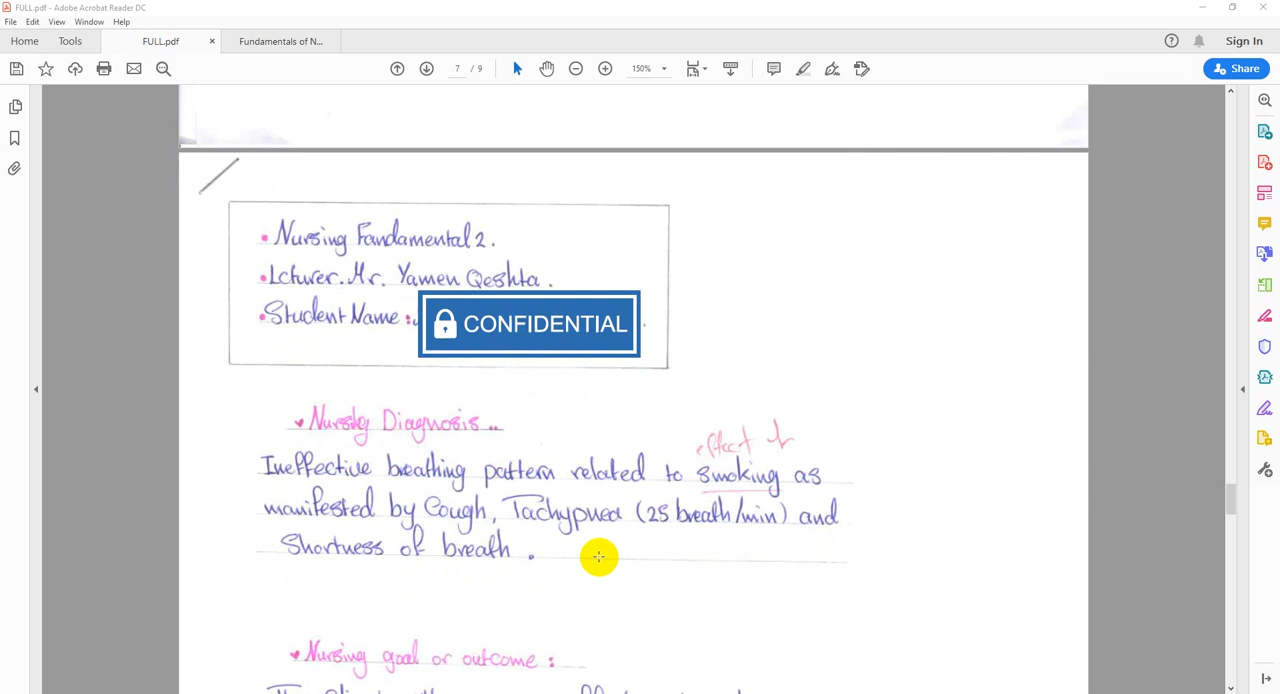 FULL.pdf - Adobe Acrobat Reader DC
File Edit View Window Help
Home Tools FULL.pdf × Fundamentals of N... Sign In
7 / 9 150% Share
• Nursing Fandamental 2.
• Lcturer. Mr. Yamen Qeshta.
• Student Name :
CONFIDENTIAL
Nursing Diagnosis ..
effect
Ineffective breathing pattern related to smoking as
manifested by Cough, Tachypnea (25 breath/min) and
Shortness of breath .
Nursing goal or outcome :